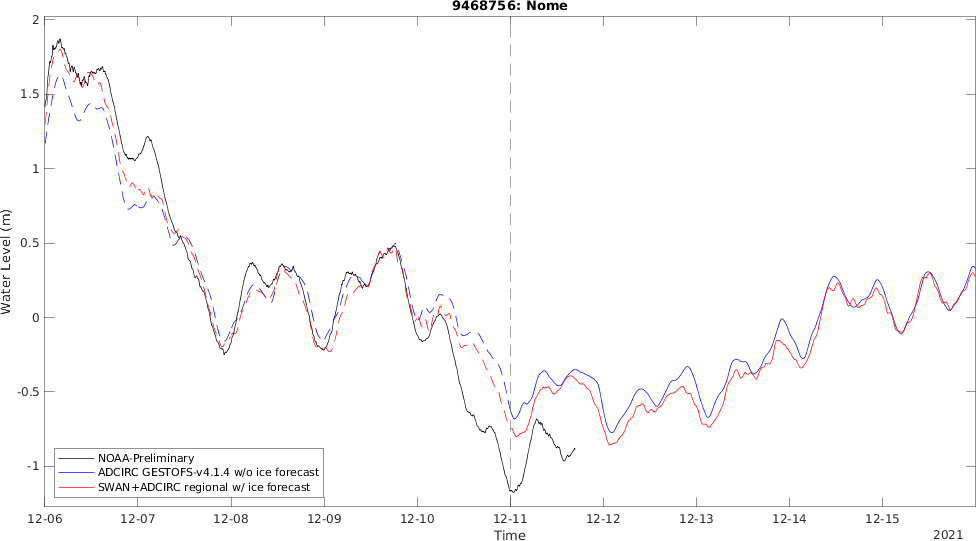 9468756: Nome
2
1.5
1
0.5
0
-0.5
-1
Water Level (m)
NOAA-Preliminary
ADCIRC GESTOFS-v4.1.4 w/o ice forecast
SWAN+ADCIRC regional w/ ice forecast
12-06 12-07 12-08 12-09 12-10 12-11 12-12 12-13 12-14 12-15
Time
2021